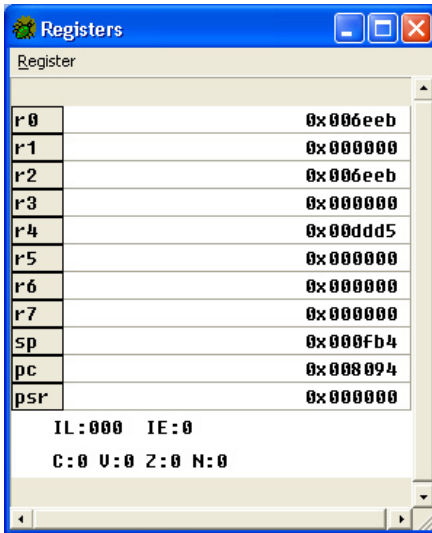 Registers
Register
r0 0x006eeb
r1 0x000000
r2 0x006eeb
r3 0x000000
r4 0x00ddd5
r5 0x000000
r6 0x000000
r7 0x000000
sp 0x000fb4
pc 0x008094
psr 0x000000
IL:000 IE:0
C:0 V:0 Z:0 N:0